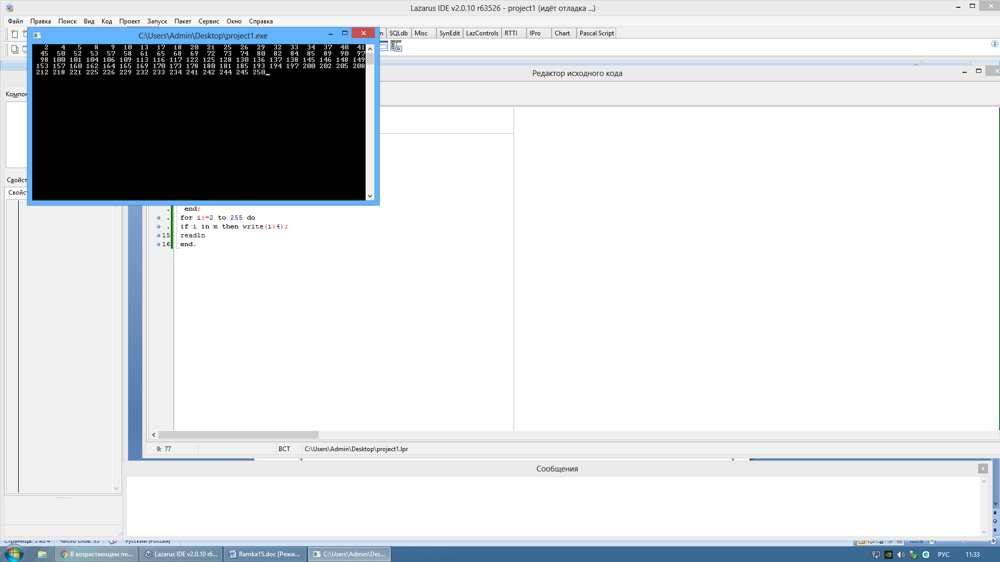 Lazarus IDE v2.0.10 r63526 - project1 (идёт отладка ...)
Файл Правка Поиск Вид Код Проект Запуск Пакет Сервис Окно Справка
C:\Users\Admin\Desktop\project1.exe
SQLdb Misc SynEdit LazControls RTTI IPro Chart Pascal Script
Ok
2 4 5 8 9 10 13 17 18 20 21 25 26 29 32 33 34 37 40 41
45 50 52 53 57 58 61 65 68 69 72 73 74 80 82 84 85 89 90 97
98 100 101 104 106 109 113 116 117 122 125 128 130 136 137 138 145 146 148 149
153 157 160 162 164 165 169 170 173 178 180 181 185 193 194 197 200 202 205 208
212 218 221 225 226 229 232 233 234 241 242 244 245 250
Редактор исходного кода
Компон
Свойст
Свойст
. end;
. for i:=2 to 255 do
. if i in m then write(i:4);
15 readln
16 end.
9: 77 ВСТ C:\Users\Admin\Desktop\project1.lpr
Сообщения
Страница: 3 из 4 Число слов: 93 Русский (Россия) 120%
В возрастающем по... Lazarus IDE v2.0.10 r6... Ramka15.doc [Режи... C:\Users\Admin\Des... РУС 11:33